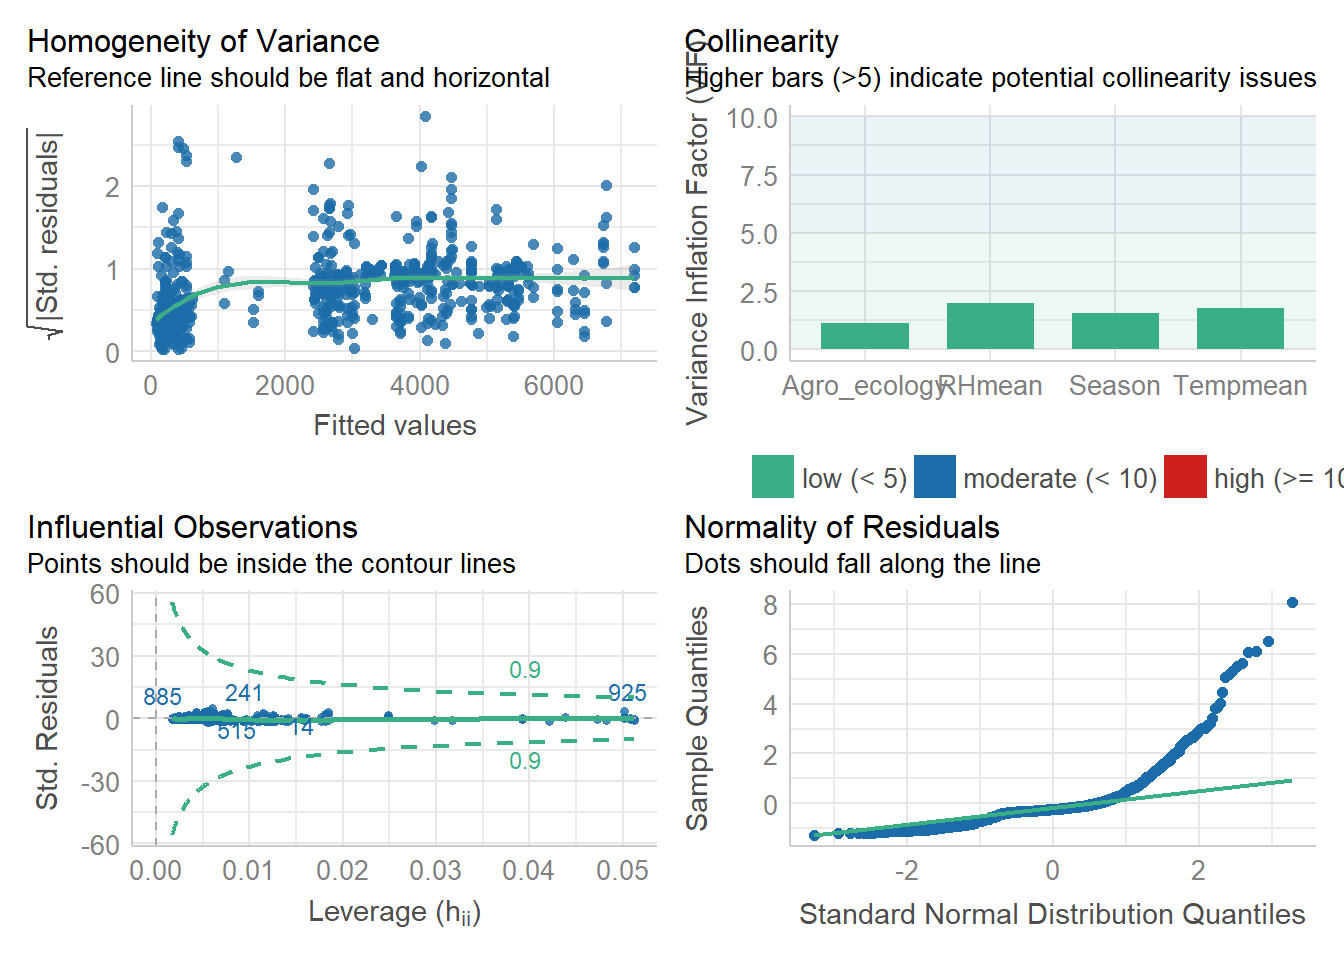 Homogeneity of Variance
Reference line should be flat and horizontal
√|Std. residuals|
2
1
0
0 2000 4000 6000
Fitted values
Collinearity
Higher bars (>5) indicate potential collinearity issues
Variance Inflation Factor (VIF)
10.0
7.5
5.0
2.5
0.0
Agro_ecology RHmean Season Tempmean
low (< 5) moderate (< 10) high (>= 10
Influential Observations
Points should be inside the contour lines
Std. Residuals
60
30
0
-30
-60
0.9
885 241 925
515 14
0.9
0.00 0.01 0.02 0.03 0.04 0.05
Leverage (hii)
Normality of Residuals
Dots should fall along the line
Sample Quantiles
8
6
4
2
0
-2 0 2
Standard Normal Distribution Quantiles